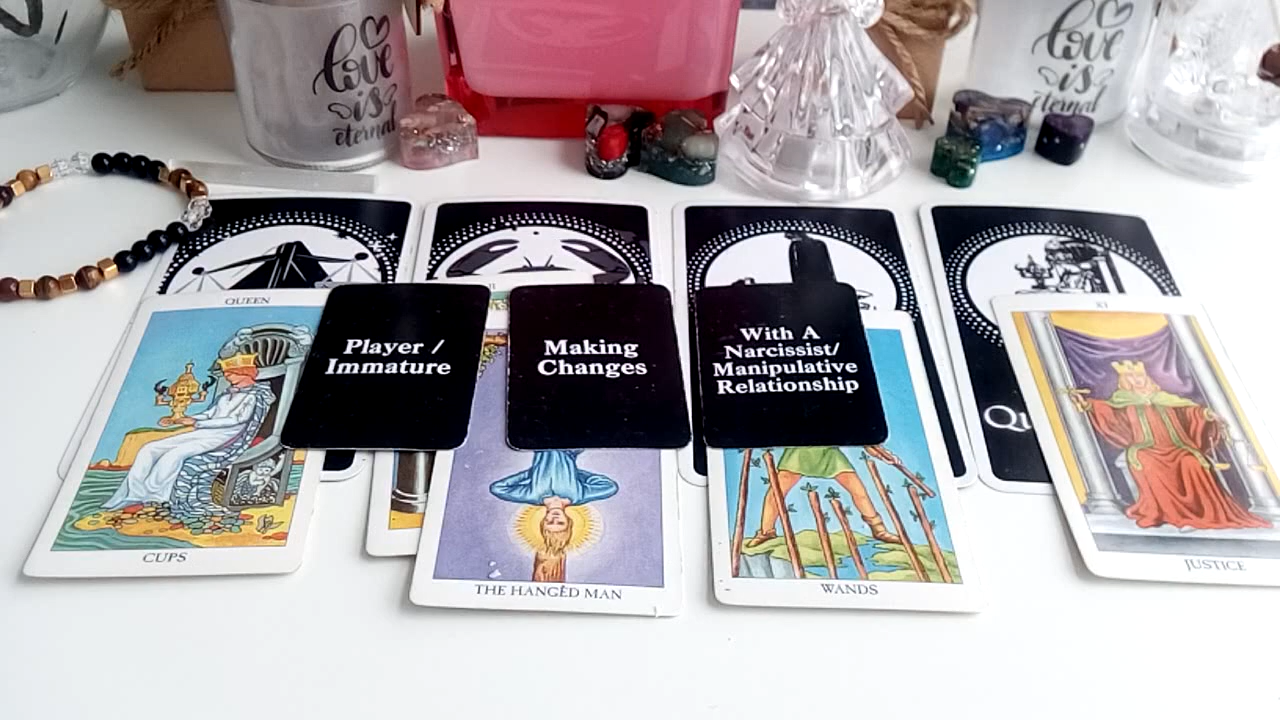 love
is
eternal
love
is
eternal
QUEEN
CUPS
Player /
Immature
Making
Changes
With A
Narcissist/
Manipulative
Relationship
Qu
THE HANGED MAN
WANDS
XI
JUSTICE